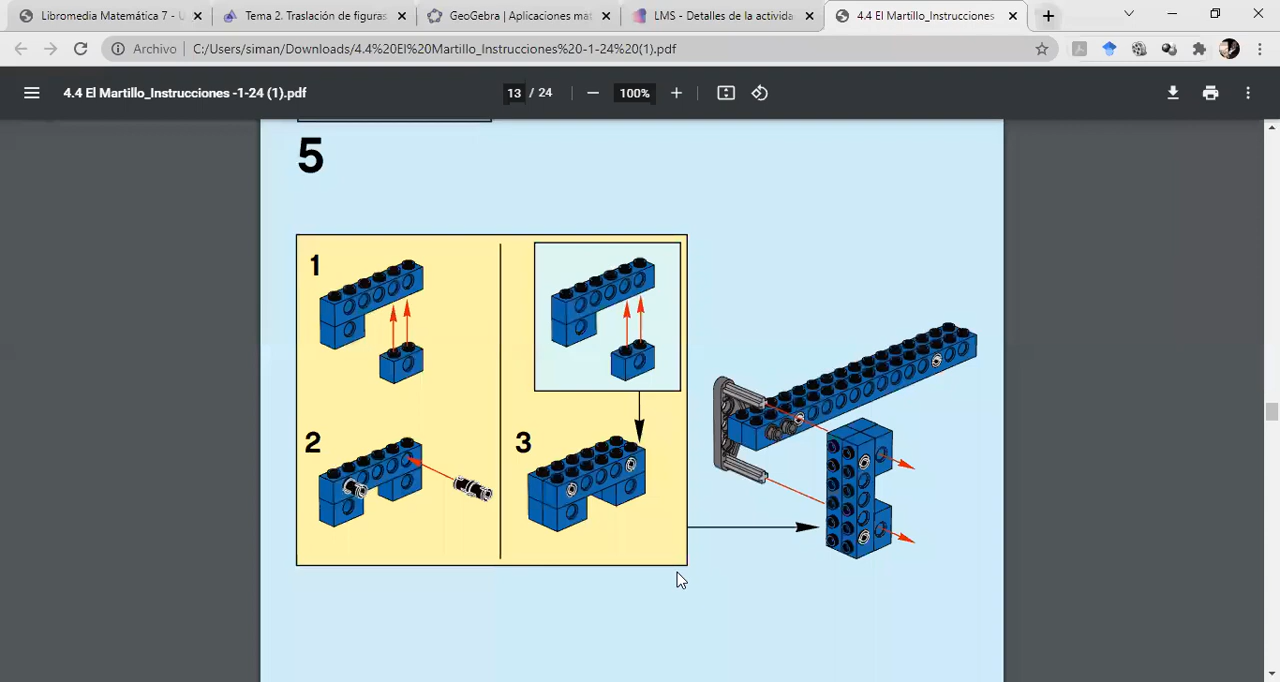 Libromedia Matemática 7 - U
Tema 2. Traslación de figuras
GeoGebra | Aplicaciones mat
LMS - Detalles de la activida
4.4 El Martillo_Instrucciones
Archivo
C:/Users/siman/Downloads/4.4%20El%20Martillo_Instrucciones%20-1-24%20(1).pdf
4.4 El Martillo_Instrucciones -1-24 (1).pdf
13 / 24
100%
5
1
2
3